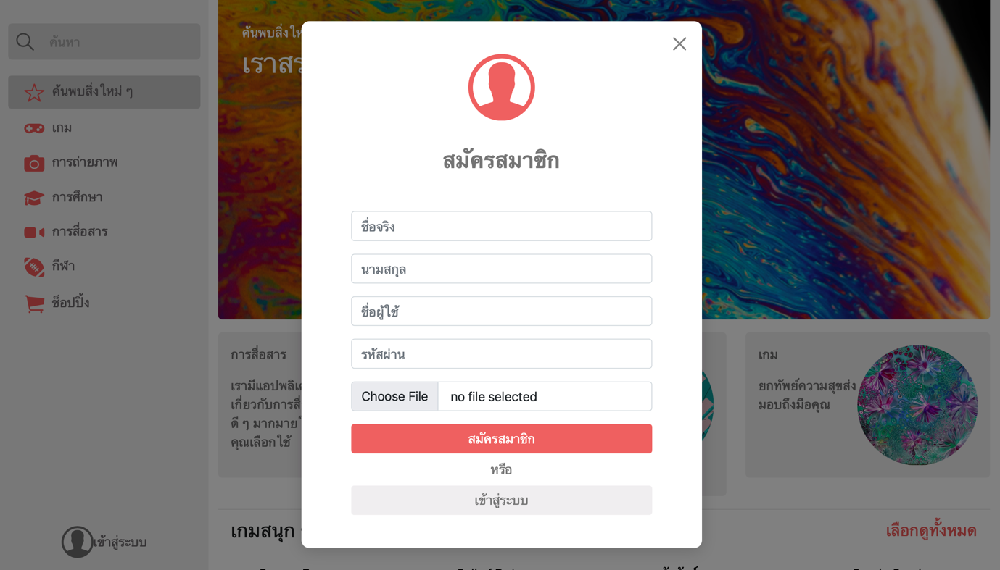 ค้นหา
ค้นพบสิ่งใหม่ ๆ
เกม
การถ่ายภาพ
การศึกษา
การสื่อสาร
กีฬา
ช็อปปิ้ง
เข้าสู่ระบบ
ค้นพบสิ่งให
เราสร
สมัครสมาชิก
ชื่อจริง
นามสกุล
ชื่อผู้ใช้
รหัสผ่าน
Choose File no file selected
สมัครสมาชิก
หรือ
เข้าสู่ระบบ
การสื่อสาร
เรามีแอปพลิเค
เกี่ยวกับการสื่
ดี ๆ มากมาย
คุณเลือกใช้
เกม
ยกทัพย์ความสุขส่ง
มอบถึงมือคุณ
เกมสนุก
เลือกดูทั้งหมด